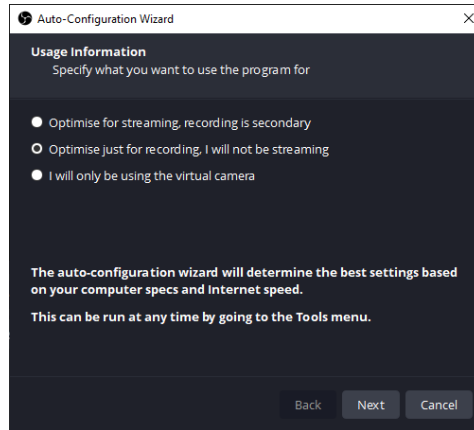 Auto-Configuration Wizard
Usage Information
Specify what you want to use the program for
Optimise for streaming, recording is secondary
Optimise just for recording, I will not be streaming
I will only be using the virtual camera
The auto-configuration wizard will determine the best settings based
on your computer specs and Internet speed.
This can be run at any time by going to the Tools menu.
Back
Next
Cancel